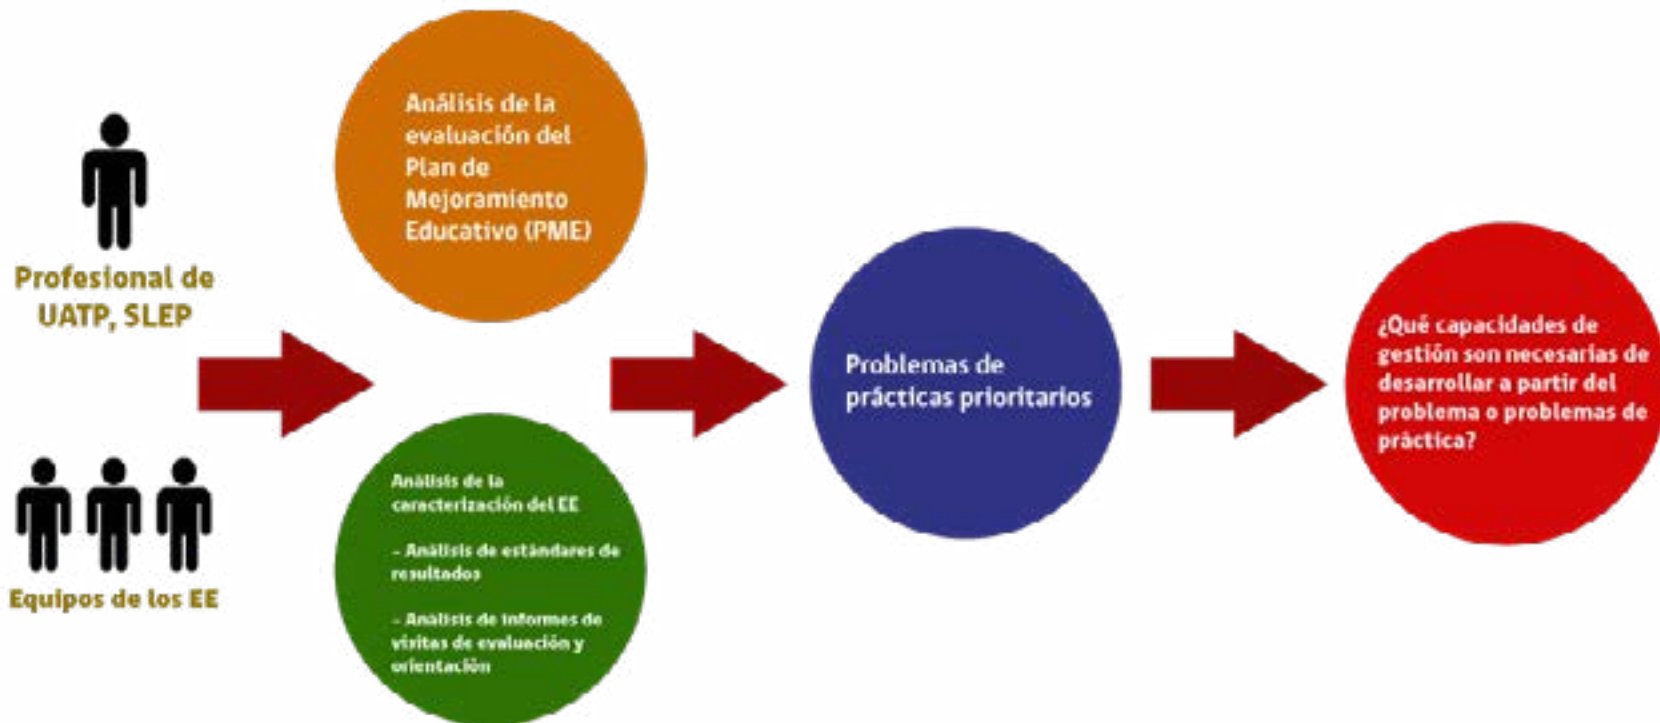 Profesional de
UATP, SLEP
Equipos de los EE
Análisis de la
evaluación del
Plan de
Mejoramiento
Educativo (PME)
Análisis de la
caracterización del EE
- Análisis de estándares de
resultados
- Análisis de informes de
visitas de evaluación y
orientación
Problemas de
prácticas prioritarios
¿Qué capacidades de
gestión son necesarias de
desarrollar a partir del
problema o problemas de
práctica?